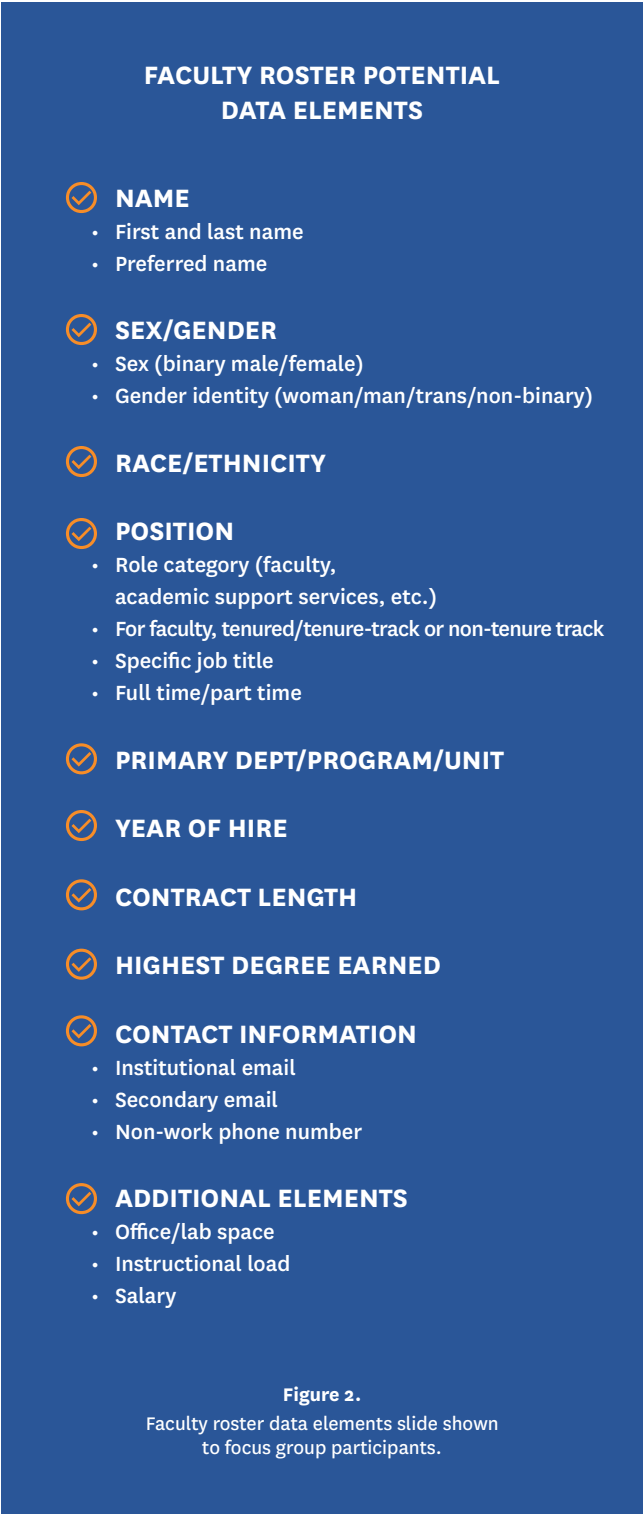 FACULTY ROSTER POTENTIAL
DATA ELEMENTS
NAME
• First and last name
• Preferred name
SEX/GENDER
• Sex (binary male/female)
• Gender identity (woman/man/trans/non-binary)
RACE/ETHNICITY
POSITION
• Role category (faculty,
academic support services, etc.)
• For faculty, tenured/tenure-track or non-tenure track
• Specific job title
• Full time/part time
PRIMARY DEPT/PROGRAM/UNIT
YEAR OF HIRE
CONTRACT LENGTH
HIGHEST DEGREE EARNED
CONTACT INFORMATION
• Institutional email
• Secondary email
• Non-work phone number
ADDITIONAL ELEMENTS
• Office/lab space
• Instructional load
• Salary
Figure 2.
Faculty roster data elements slide shown
to focus group participants.